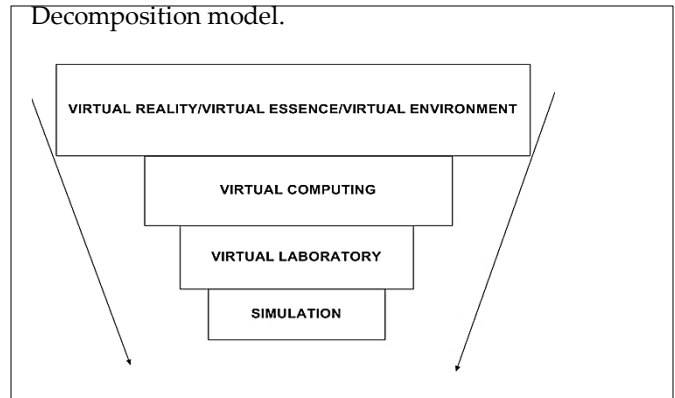 Decomposition model.
VIRTUAL REALITY/VIRTUAL ESSENCE/VIRTUAL ENVIRONMENT
VIRTUAL COMPUTING
VIRTUAL LABORATORY
SIMULATION